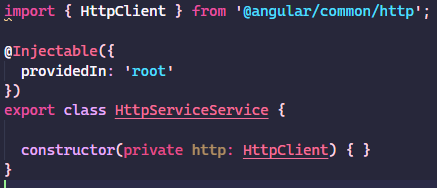 import { HttpClient } from '@angular/common/http';
@Injectable({
providedIn: 'root'
})
export class HttpServiceService {
constructor(private http: HttpClient) { }
}